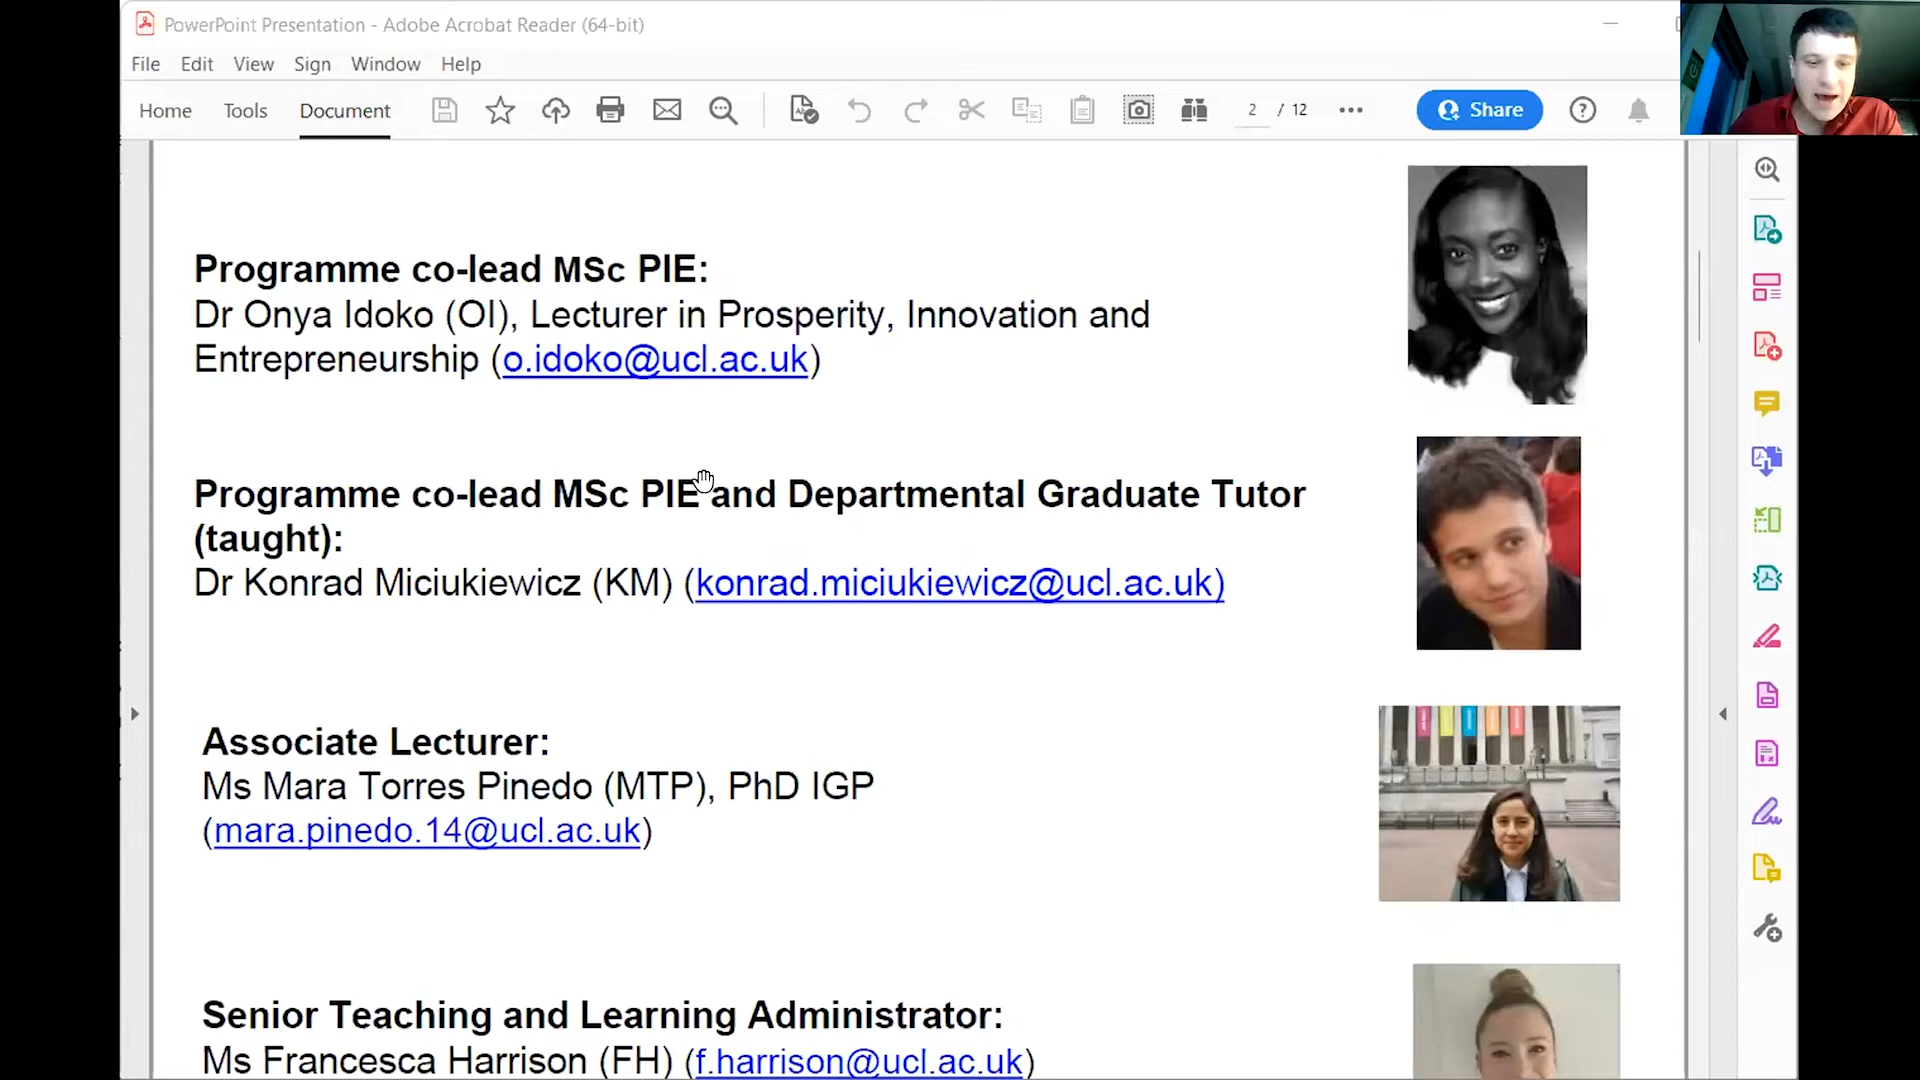 PowerPoint Presentation - Adobe Acrobat Reader (64-bit)
File Edit View Sign Window Help
Home Tools Document 2 / 12 Share
Programme co-lead MSc PIE:
Dr Onya Idoko (OI), Lecturer in Prosperity, Innovation and
Entrepreneurship (o.idoko@ucl.ac.uk)
Programme co-lead MSc PIE and Departmental Graduate Tutor
(taught):
Dr Konrad Miciukiewicz (KM) (konrad.miciukiewicz@ucl.ac.uk)
Associate Lecturer:
Ms Mara Torres Pinedo (MTP), PhD IGP
(mara.pinedo.14@ucl.ac.uk)
Senior Teaching and Learning Administrator:
Ms Francesca Harrison (FH) (f.harrison@ucl.ac.uk)